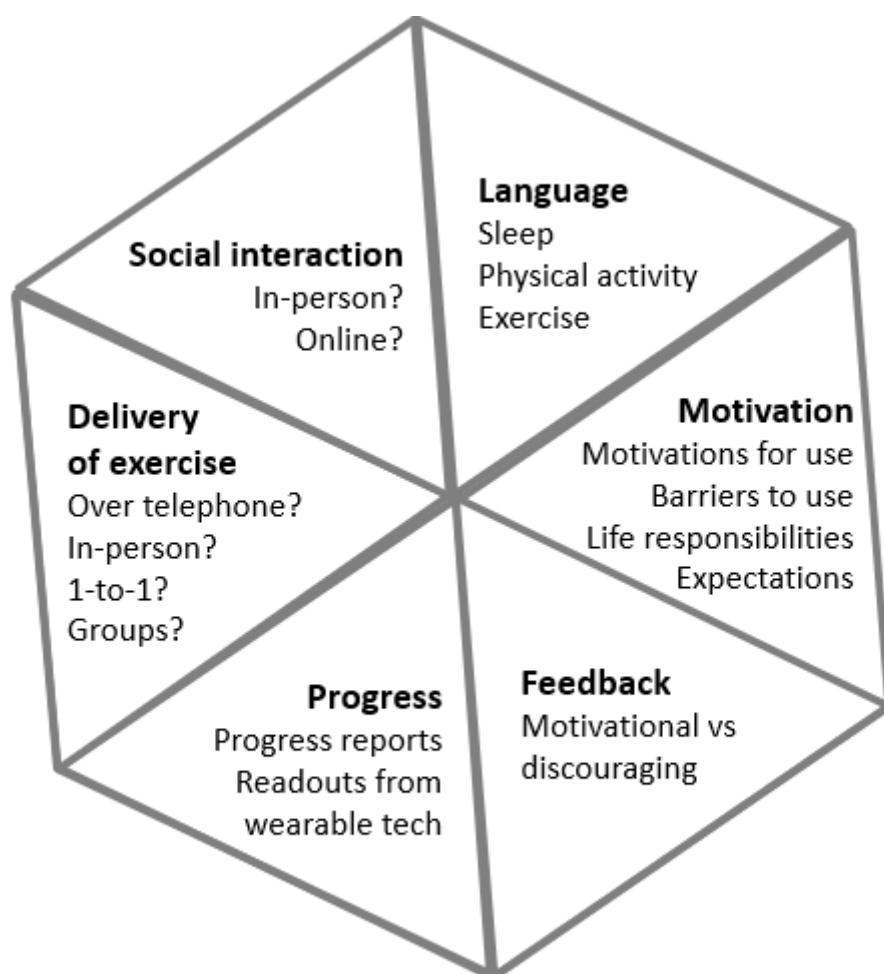 Social interaction
In-person?
Online?
Language
Sleep
Physical activity
Exercise
Delivery
of exercise
Over telephone?
In-person?
1-to-1?
Groups?
Motivation
Motivations for use
Barriers to use
Life responsibilities
Expectations
Progress
Progress reports
Readouts from
wearable tech
Feedback
Motivational vs
discouraging